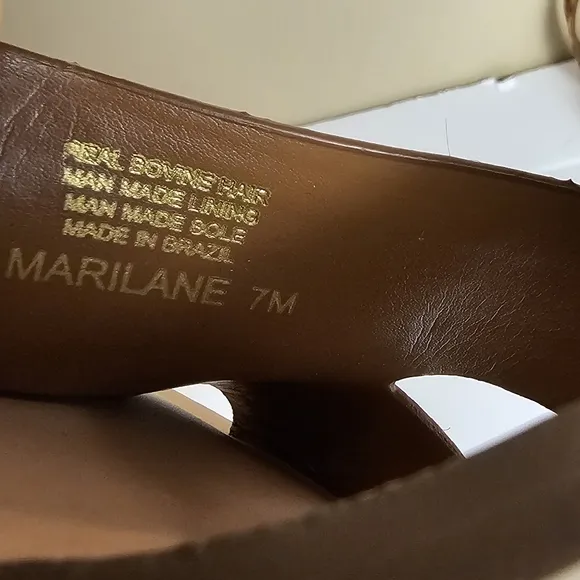 REAL BOVINE HAIR
MAN MADE LINING
MAN MADE SOLE
MADE IN BRAZIL
MARILANE 7M